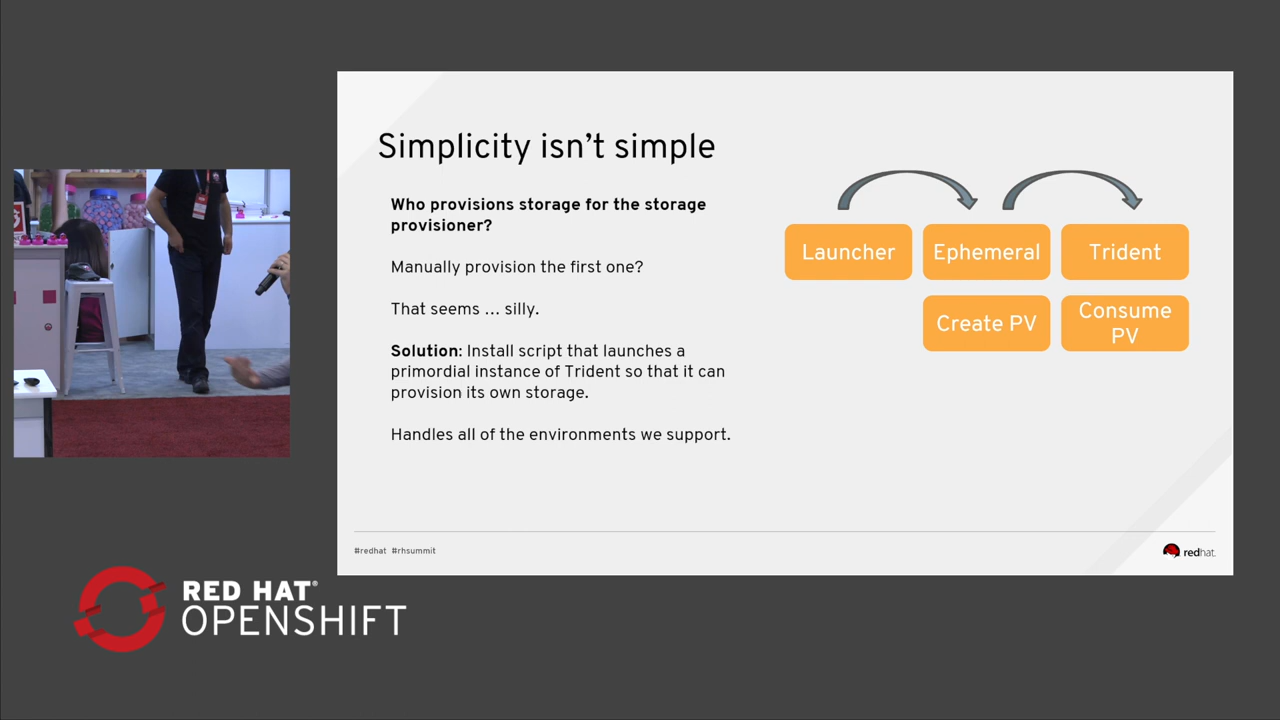 Simplicity isn't simple
Who provisions storage for the storage
provisioner?
Manually provision the first one?
That seems ... silly.
Solution: Install script that launches a
primordial instance of Trident so that it can
provision its own storage.
Handles all of the environments we support.
Launcher
Ephemeral
Trident
Create PV
Consume
PV
#redhat #rhsummit
redhat.
RED HAT®
OPENSHIFT